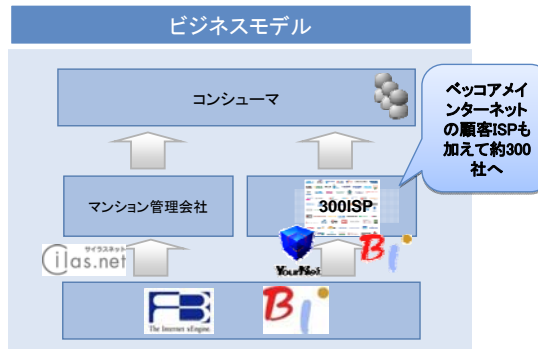 ビジネスモデル
コンシューマ
ベッコアメイ
ンターネット
の顧客ISPも
加えて約300
社へ
マンション管理会社
300ISP
サイラスネット
Cilas.net
YourNet
Bi
FB
The Internet xEngine.
Bi